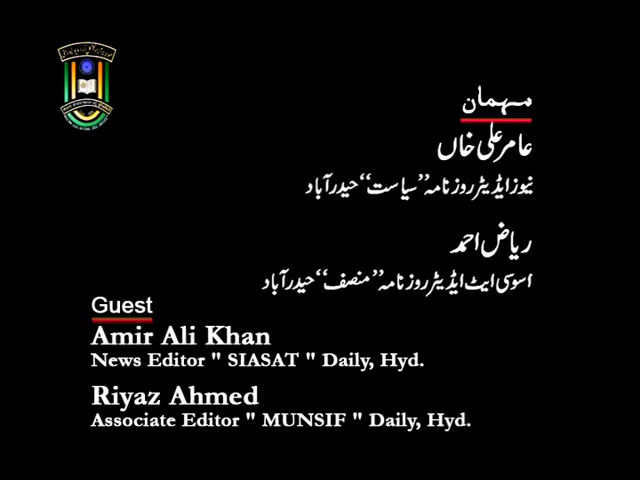 مہمان
عامر علی خاں
نیوز ایڈیٹر روزنامہ ”سیاست“ حیدرآباد
ریاض احمد
اسوسی ایٹ ایڈیٹر روزنامہ ”منصف“ حیدرآباد
Guest
Amir Ali Khan
News Editor " SIASAT " Daily, Hyd.
Riyaz Ahmed
Associate Editor " MUNSIF " Daily, Hyd.